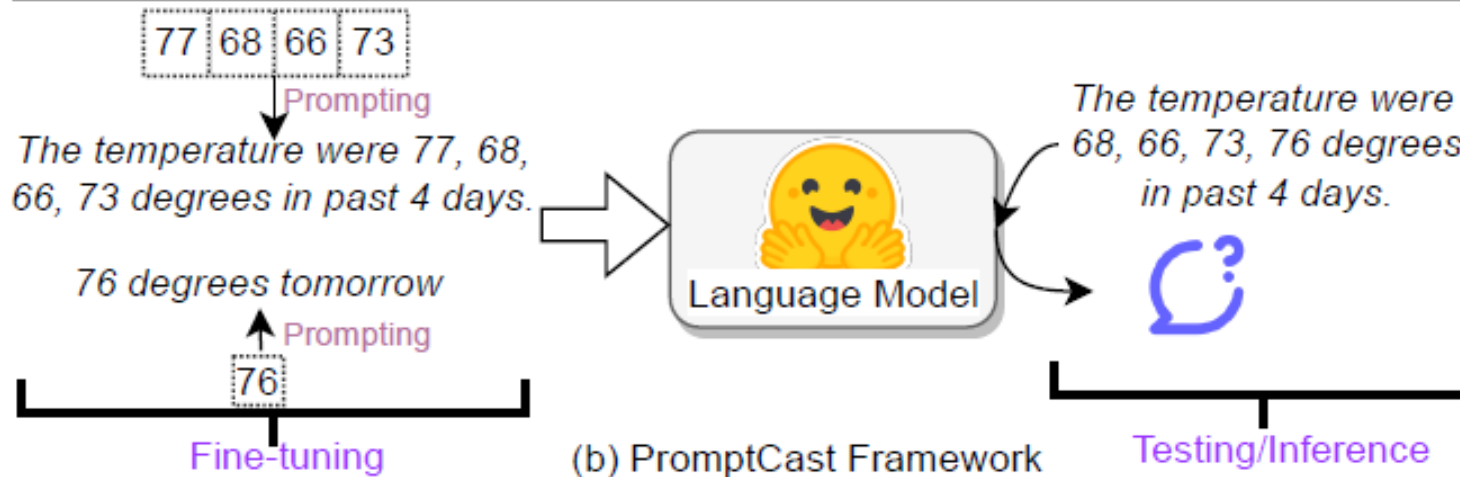 77 68 66 73
Prompting
The temperature were 77, 68,
66, 73 degrees in past 4 days.
76 degrees tomorrow
Prompting
76
Fine-tuning
Language Model
(b) PromptCast Framework
The temperature were
68, 66, 73, 76 degrees
in past 4 days.
?
Testing/Inference